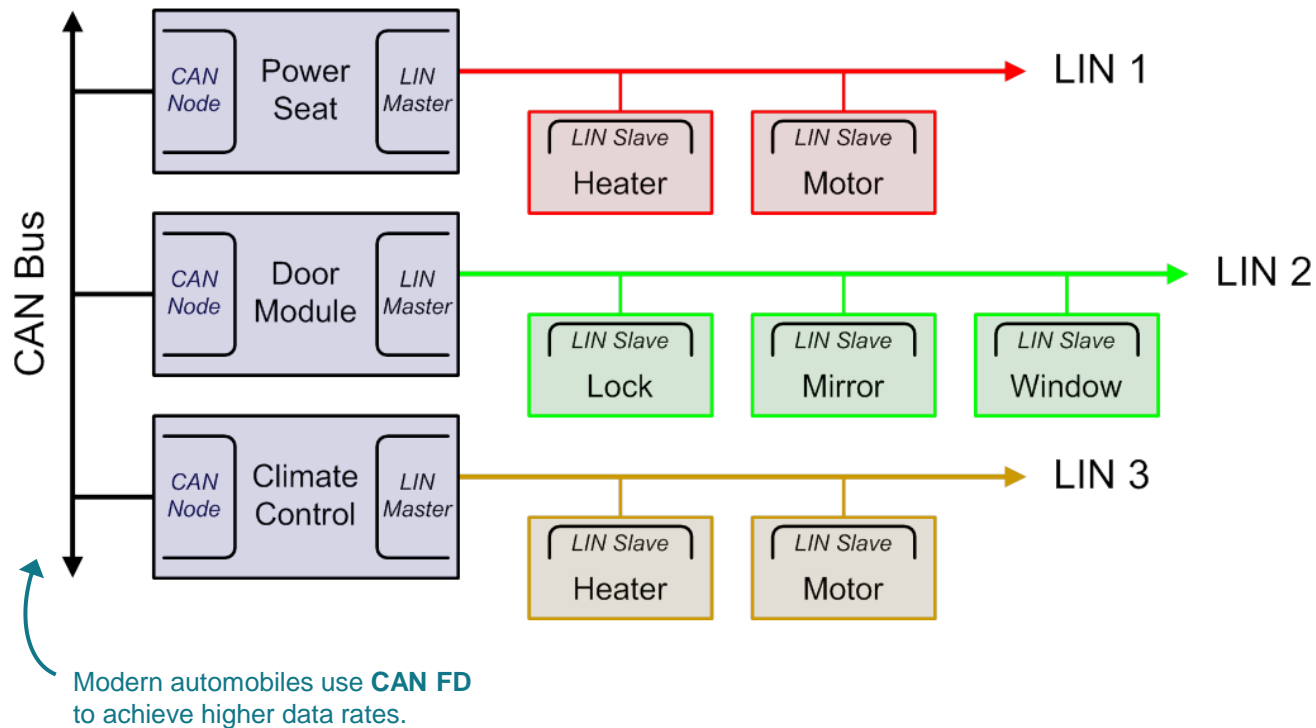 CAN Bus
CAN
Node
Power
Seat
LIN
Master
LIN 1
LIN Slave
Heater
LIN Slave
Motor
CAN
Node
Door
Module
LIN
Master
LIN 2
LIN Slave
Lock
LIN Slave
Mirror
LIN Slave
Window
CAN
Node
Climate
Control
LIN
Master
LIN 3
LIN Slave
Heater
LIN Slave
Motor
Modern automobiles use CAN FD
to achieve higher data rates.